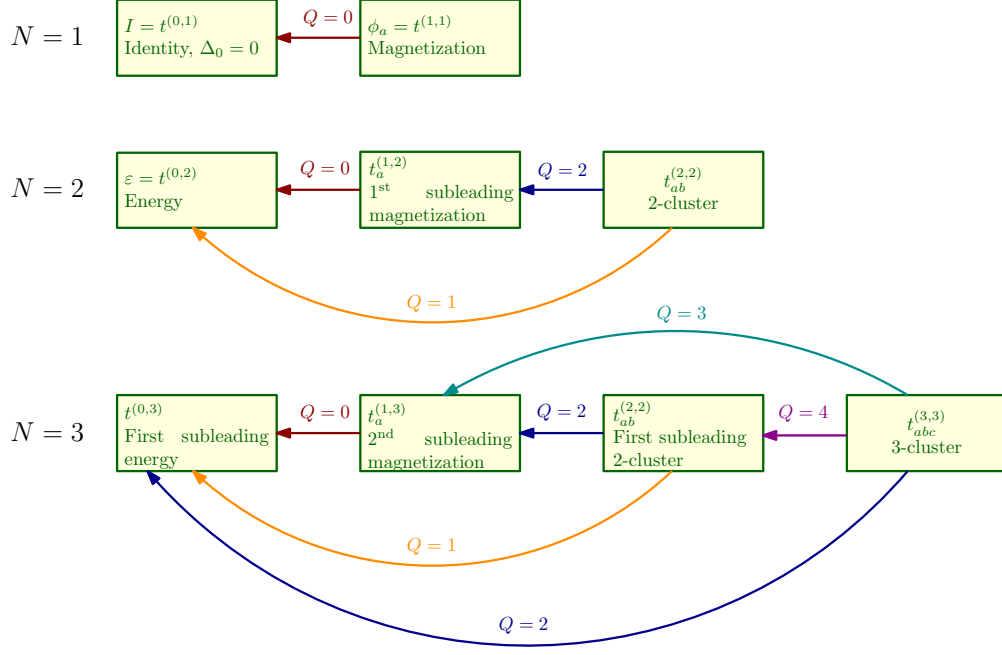 N = 1
I = t^{(0,1)}
Identity, Δ_0 = 0
Q = 0
ϕ_a = t^{(1,1)}
Magnetization
N = 2
ε = t^{(0,2)}
Energy
Q = 0
t_a^{(1,2)}
1^{st} subleading
magnetization
Q = 2
t_{ab}^{(2,2)}
2-cluster
Q = 1
Q = 3
N = 3
t^{(0,3)}
First subleading
energy
Q = 0
t_a^{(1,3)}
2^{nd} subleading
magnetization
Q = 2
t_{ab}^{(2,2)}
First subleading
2-cluster
Q = 4
t_{abc}^{(3,3)}
3-cluster
Q = 1
Q = 2